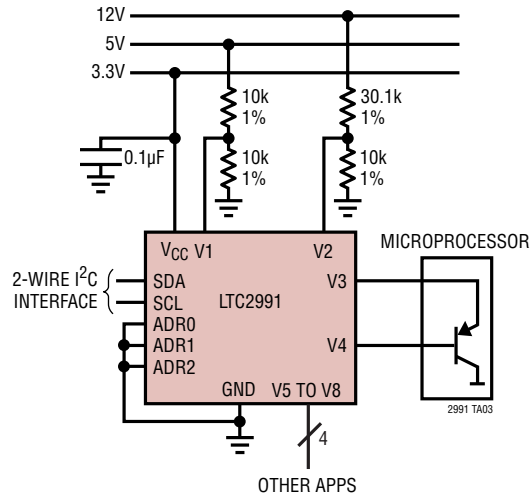 12V
5V
3.3V
10k
1%
30.1k
1%
0.1µF
10k
1%
10k
1%
VCC V1
V2
MICROPROCESSOR
2-WIRE I²C
INTERFACE
SDA
SCL
ADR0
ADR1
ADR2
LTC2991
V3
V4
GND
V5 TO V8
2991 TA03
4
OTHER APPS